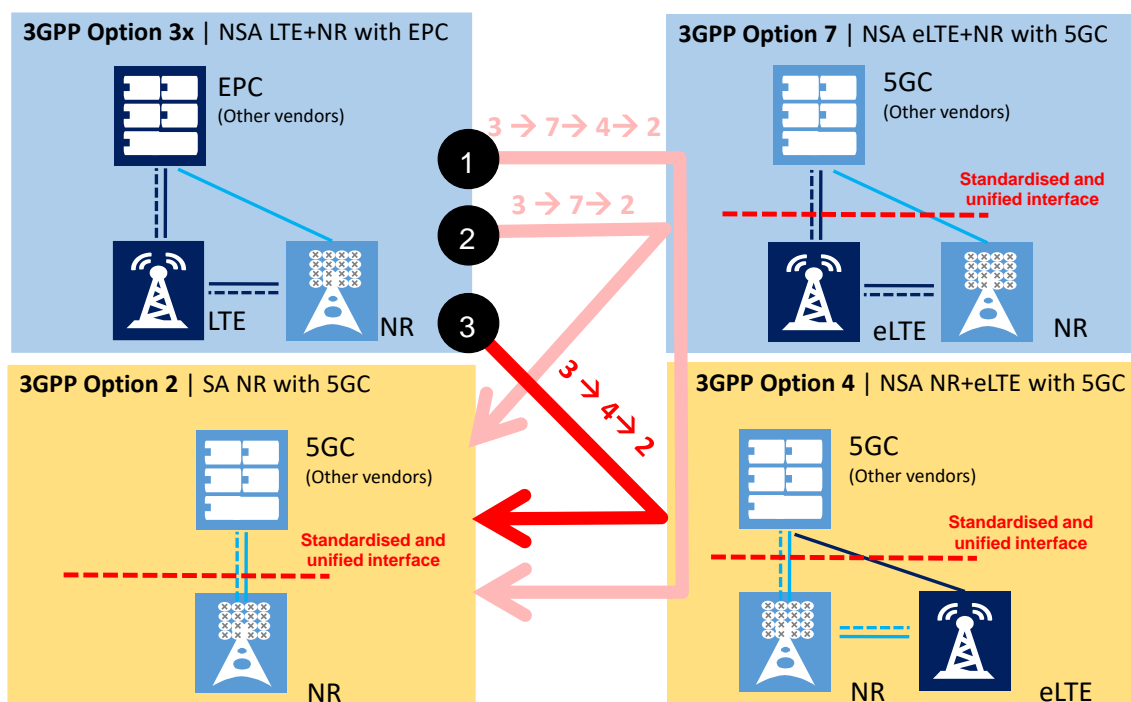 3GPP Option 3x | NSA LTE+NR with EPC
EPC
(Other vendors)
LTE
NR
3GPP Option 7 | NSA eLTE+NR with 5GC
5GC
(Other vendors)
Standardised and
unified interface
eLTE
NR
1
3 → 7→ 4→ 2
2
3 → 7→ 2
3
3 → 4→ 2
3GPP Option 2 | SA NR with 5GC
5GC
(Other vendors)
Standardised and
unified interface
NR
3GPP Option 4 | NSA NR+eLTE with 5GC
5GC
(Other vendors)
Standardised and
unified interface
NR
eLTE